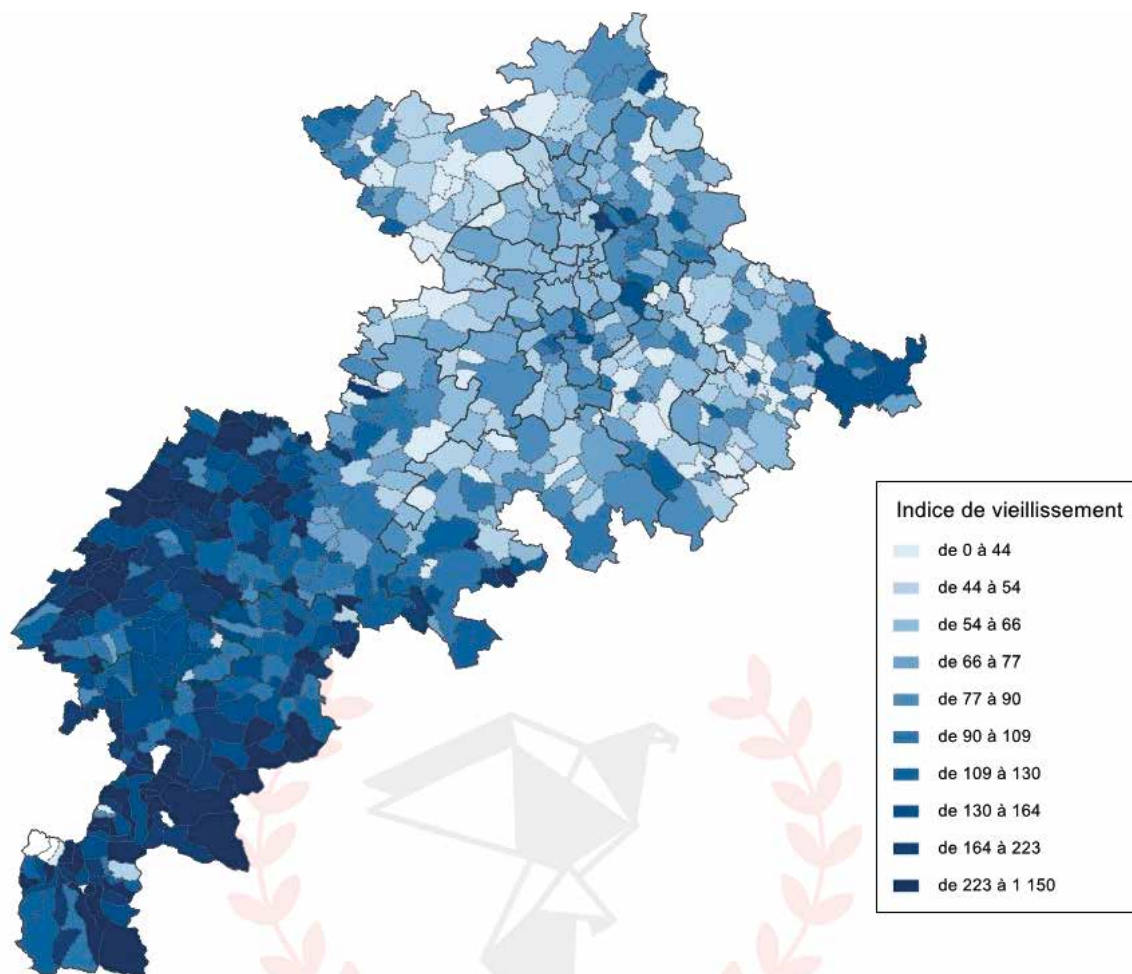 Indice de vieillissement
de 0 à 44
de 44 à 54
de 54 à 66
de 66 à 77
de 77 à 90
de 90 à 109
de 109 à 130
de 130 à 164
de 164 à 223
de 223 à 1 150